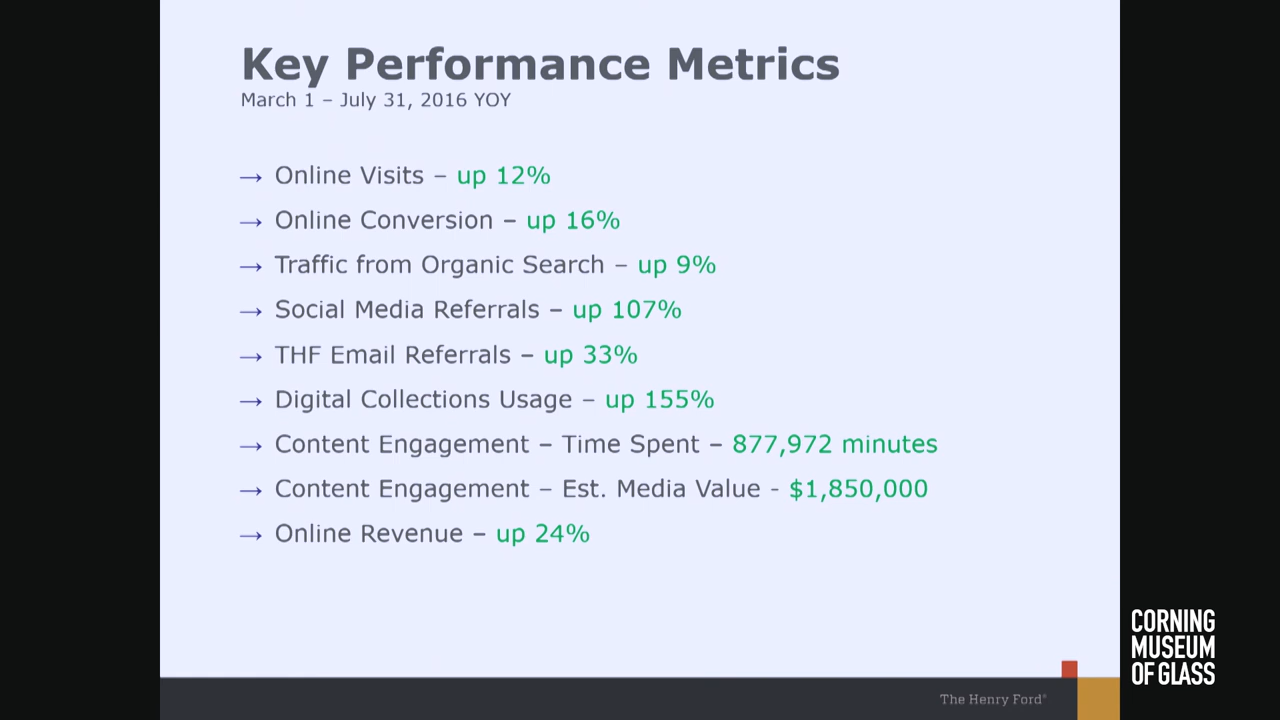 Key Performance Metrics
March 1 – July 31, 2016 YOY
→ Online Visits – up 12%
→ Online Conversion – up 16%
→ Traffic from Organic Search – up 9%
→ Social Media Referrals – up 107%
→ THF Email Referrals – up 33%
→ Digital Collections Usage – up 155%
→ Content Engagement – Time Spent – 877,972 minutes
→ Content Engagement – Est. Media Value - $1,850,000
→ Online Revenue – up 24%
CORNING
MUSEUM
OF GLASS
The Henry Ford®